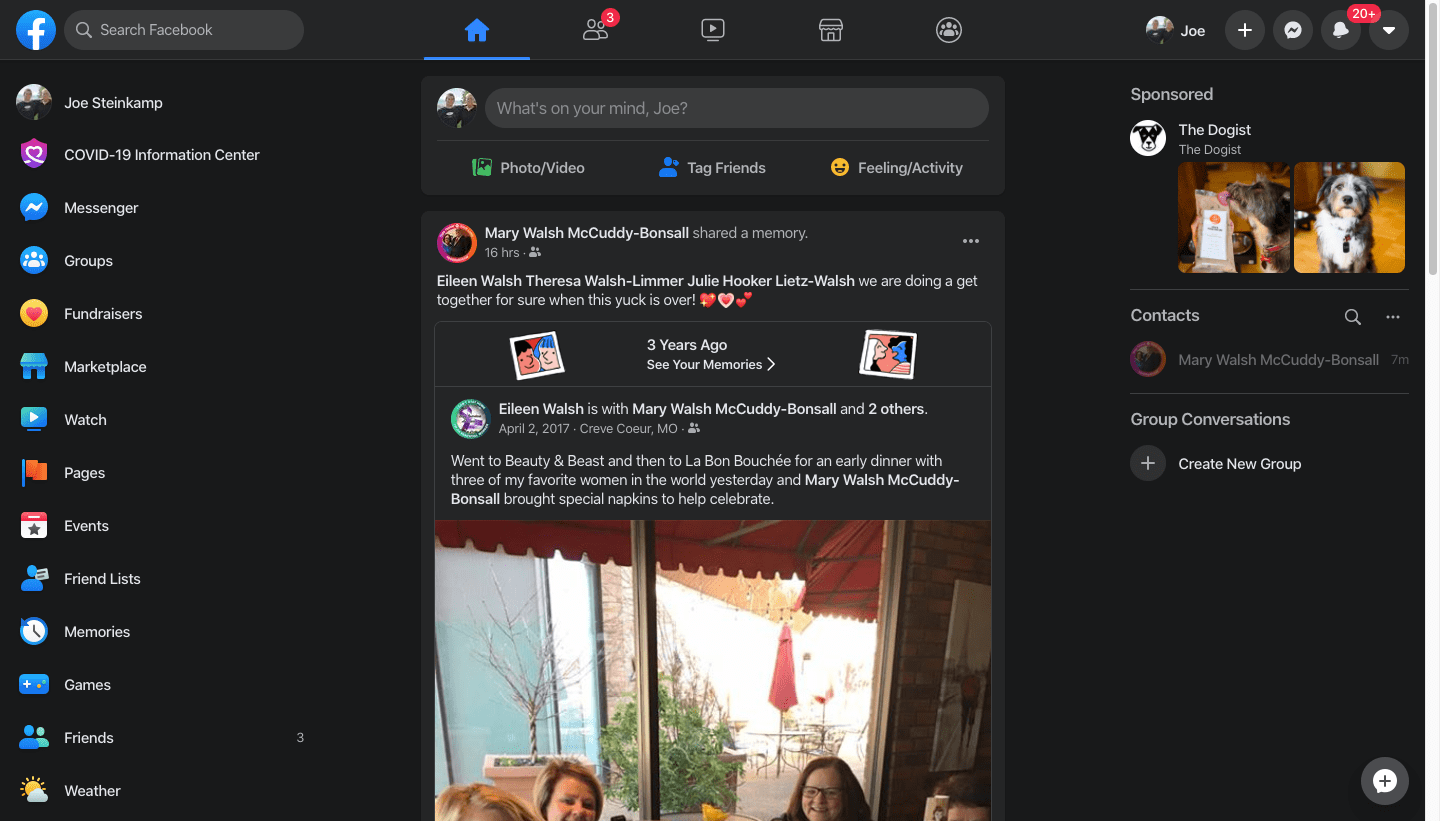 Search Facebook
3
Joe
20+
Joe Steinkamp
COVID-19 Information Center
Messenger
Groups
Fundraisers
Marketplace
Watch
Pages
Events
Friend Lists
Memories
Games
Friends 3
Weather
What's on your mind, Joe?
Photo/Video
Tag Friends
Feeling/Activity
Mary Walsh McCuddy-Bonsall shared a memory.
16 hrs ·
Eileen Walsh Theresa Walsh-Limmer Julie Hooker Lietz-Walsh we are doing a get
together for sure when this yuck is over! 💖💗💕
3 Years Ago
See Your Memories
Eileen Walsh is with Mary Walsh McCuddy-Bonsall and 2 others.
April 2, 2017 · Creve Coeur, MO ·
Went to Beauty & Beast and then to La Bon Bouchée for an early dinner with
three of my favorite women in the world yesterday and Mary Walsh McCuddy-
Bonsall brought special napkins to help celebrate.
Sponsored
The Dogist
The Dogist
Contacts
Mary Walsh McCuddy-Bonsall 7m
Group Conversations
Create New Group